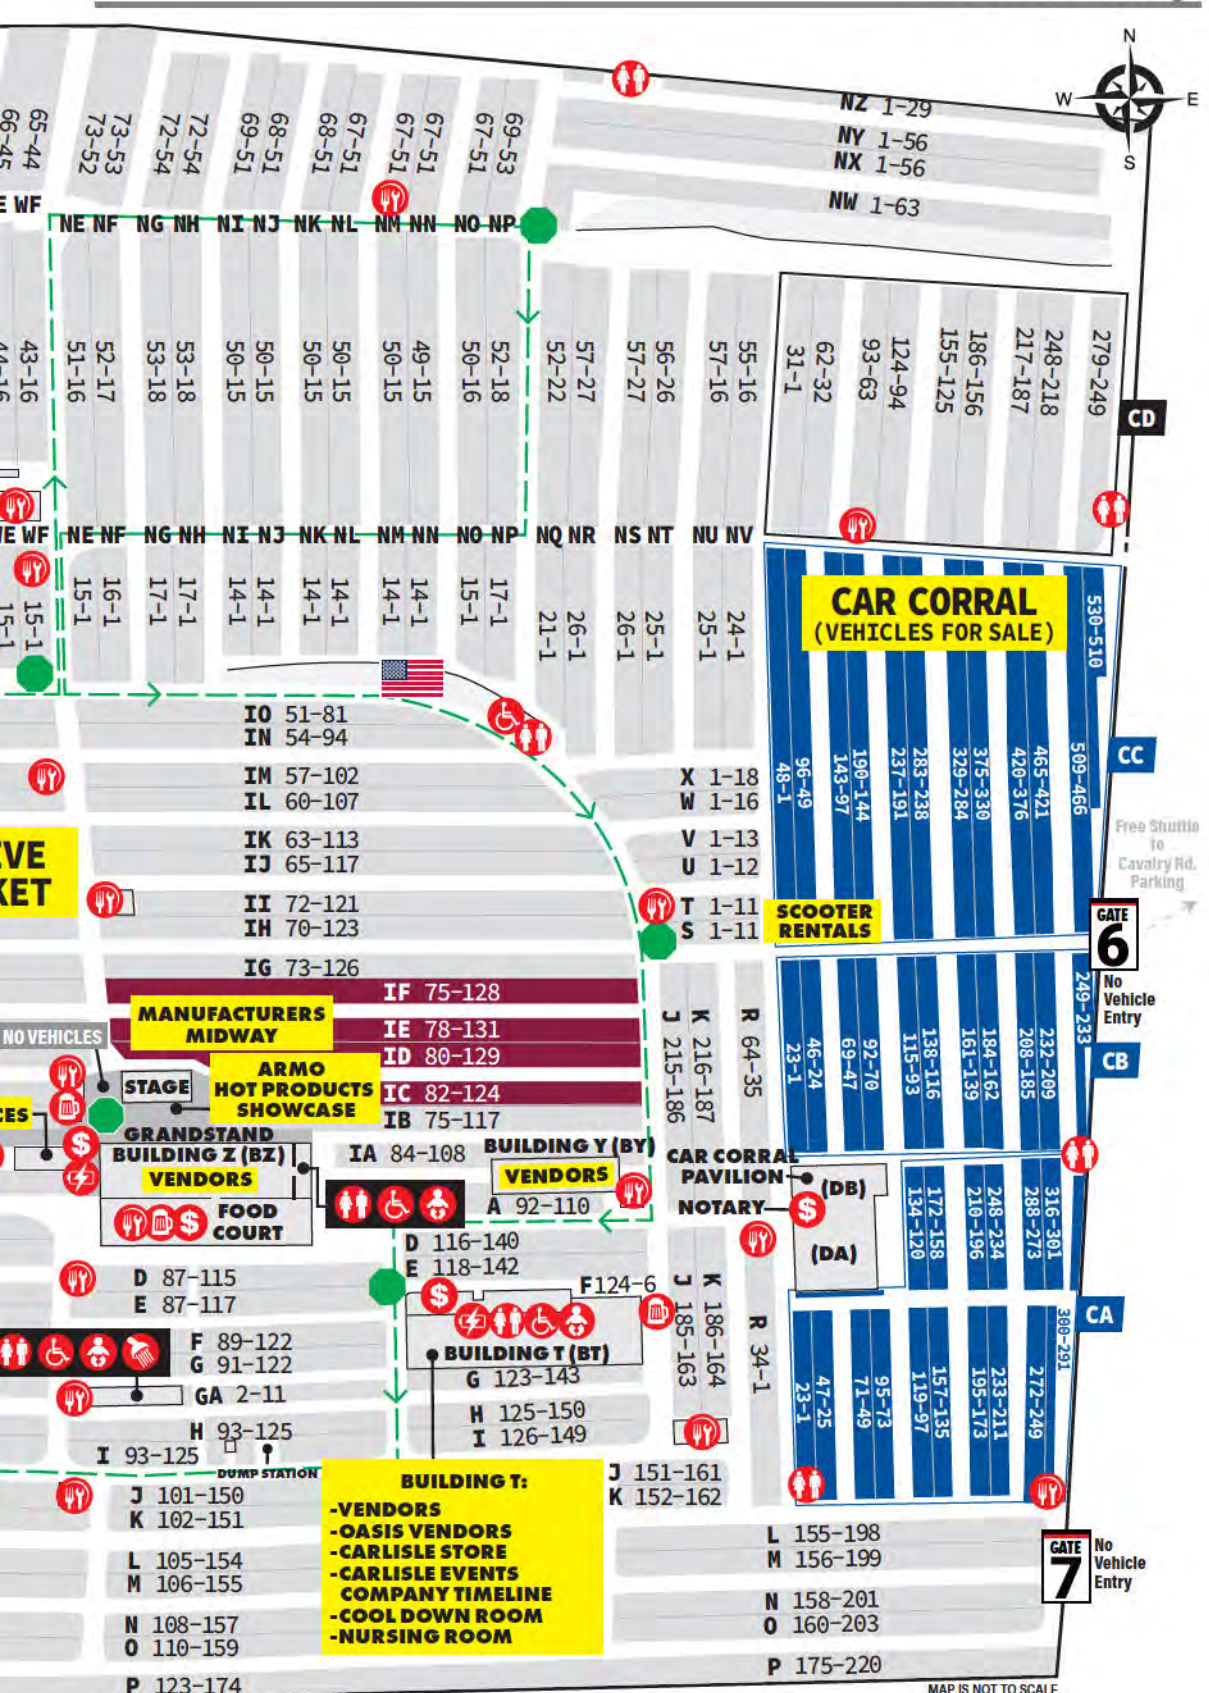 N
W E
S
NZ 1-29
NY 1-56
NX 1-56
NW 1-63
66-45 65-44 73-52 73-53 72-54 72-54 69-51 68-51 68-51 67-51 67-51 67-51 67-51 69-53
E WF
NE NF NG NH NI NJ NK NL NM NN NO NP
44-16 43-16 51-16 52-17 53-18 53-18 50-15 50-15 50-15 50-15 50-15 49-15 50-16 52-18 52-22 57-27 57-27 56-26 57-16 55-16
31-1 62-32 93-63 124-94 155-125 186-156 217-187 248-218 279-249
CD
WE WF NE NF NG NH NI NJ NK NL NM NN NO NP NQ NR NS NT NU NV
15-1 15-1 15-1 16-1 17-1 17-1 14-1 14-1 14-1 14-1 14-1 14-1 15-1 17-1 21-1 26-1 26-1 25-1 25-1 24-1
CAR CORRAL
(VEHICLES FOR SALE)
530-510
48-1 96-49 143-97 190-144 237-191 283-238 329-284 375-330 420-376 465-421 509-466
CC
Free Shuttle
to
Cavalry Rd.
Parking
GATE
6
No
Vehicle
Entry
IO 51-81
IN 54-94
IM 57-102
IL 60-107
IK 63-113
IJ 65-117
II 72-121
IH 70-123
IG 73-126
IF 75-128
IE 78-131
ID 80-129
IC 82-124
IB 75-117
IA 84-108
X 1-18
W 1-16
V 1-13
U 1-12
T 1-11
S 1-11
SCOOTER
RENTALS
VE
KET
MANUFACTURERS
MIDWAY
NO VEHICLES
ARMO
HOT PRODUCTS
SHOWCASE
STAGE
CES
GRANDSTAND
BUILDING Z (BZ)
VENDORS
FOOD
COURT
BUILDING Y (BY)
VENDORS
A 92-110
J 215-186
K 216-187
R 64-35
23-1 46-24 69-47 92-70 115-93 138-116 161-139 184-162 208-185 232-209 249-233
CB
CAR CORRAL
PAVILION
(DB)
NOTARY
(DA)
134-120 172-158 210-196 248-234 288-273 316-301
CA
300-291
23-1 47-25 71-49 95-73 119-97 157-135 195-173 233-211 272-249
D 116-140
E 118-142
F124-6
BUILDING T (BT)
G 123-143
H 125-150
I 126-149
J 185-163
K 186-164
R 34-1
J 151-161
K 152-162
D 87-115
E 87-117
F 89-122
G 91-122
GA 2-11
H 93-125
I 93-125
DUMP STATION
J 101-150
K 102-151
L 105-154
M 106-155
N 108-157
O 110-159
P 123-174
BUILDING T:
-VENDORS
-OASIS VENDORS
-CARLISLE STORE
-CARLISLE EVENTS
COMPANY TIMELINE
-COOL DOWN ROOM
-NURSING ROOM
L 155-198
M 156-199
N 158-201
O 160-203
P 175-220
GATE
7
No
Vehicle
Entry
MAP IS NOT TO SCALE